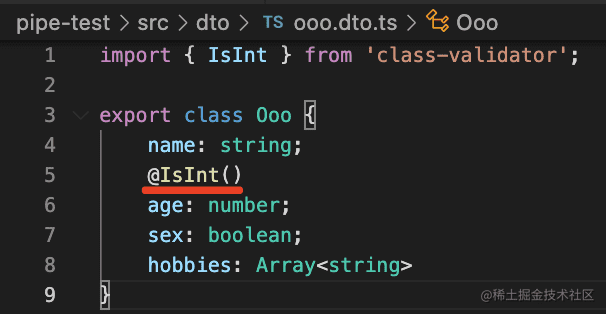 pipe-test > src > dto > TS ooo.dto.ts > Ooo
1 import { IsInt } from 'class-validator';
2
3 export class Ooo {
4 name: string;
5 @IsInt()
6 age: number;
7 sex: boolean;
8 hobbies: Array<string>
9 }
@稀土掘金技术社区